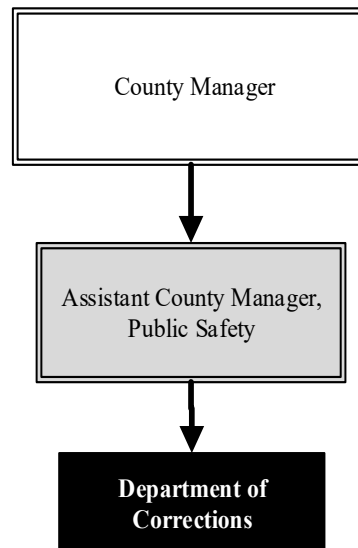 County Manager
Assistant County Manager,
Public Safety
Department of
Corrections